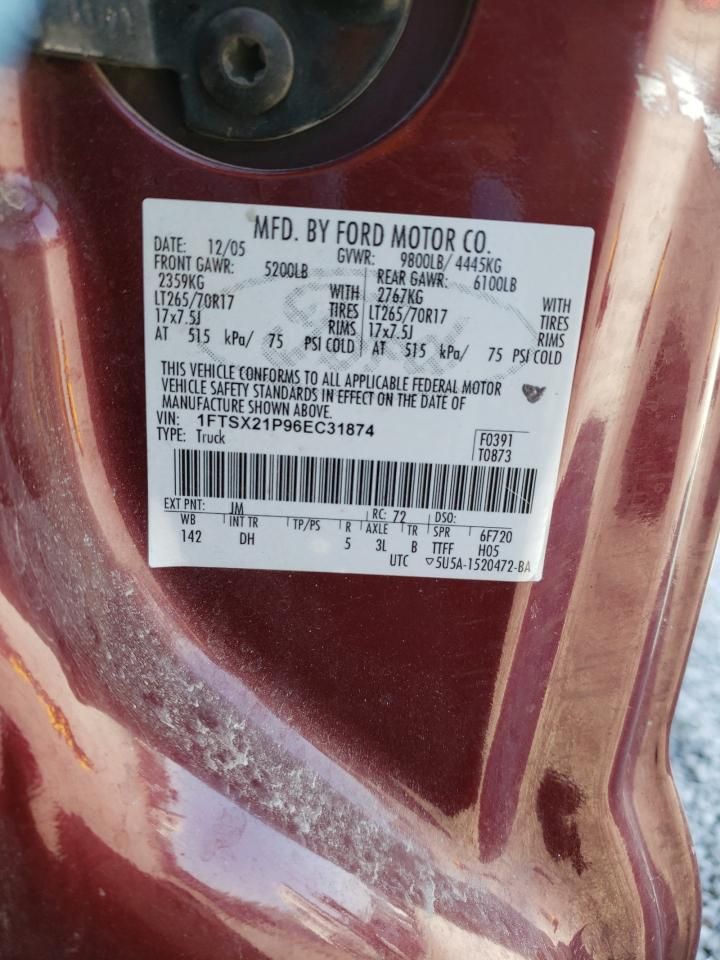 MFD. BY FORD MOTOR CO.
DATE: 12/05 GVWR: 9800LB/ 4445KG
FRONT GAWR: 5200LB REAR GAWR: 6100LB
2359KG WITH 2767KG WITH
LT265/70R17 TIRES LT265/70R17 TIRES
17x7.5J RIMS 17x7.5J RIMS
AT 515 kPa/ 75 PSI COLD AT 515 kPa/ 75 PSI COLD
THIS VEHICLE CONFORMS TO ALL APPLICABLE FEDERAL MOTOR
VEHICLE SAFETY STANDARDS IN EFFECT ON THE DATE OF
MANUFACTURE SHOWN ABOVE.
VIN: 1FTSX21P96EC31874
TYPE: Truck F0391
T0873
EXT PNT: JM RC: 72 DSO:
WB INT TR TP/PS R AXLE TR SPR 6F720
142 DH 5 3L B TTFF H05
UTC ▽5U5A-1520472-BA
Ford